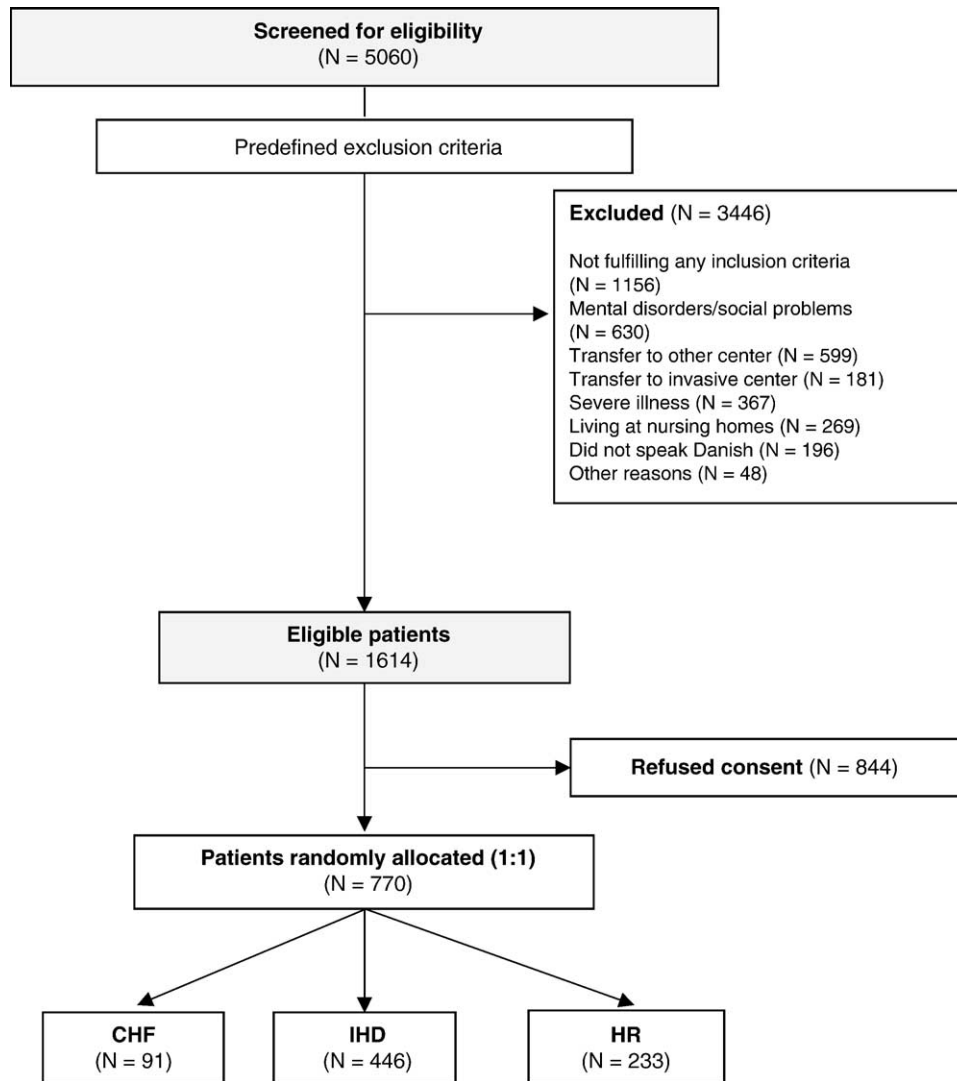 Screened for eligibility
(N = 5060)
Predefined exclusion criteria
Excluded (N = 3446)
Not fulfilling any inclusion criteria
(N = 1156)
Mental disorders/social problems
(N = 630)
Transfer to other center (N = 599)
Transfer to invasive center (N = 181)
Severe illness (N = 367)
Living at nursing homes (N = 269)
Did not speak Danish (N = 196)
Other reasons (N = 48)
Eligible patients
(N = 1614)
Refused consent (N = 844)
Patients randomly allocated (1:1)
(N = 770)
CHF
(N = 91)
IHD
(N = 446)
HR
(N = 233)